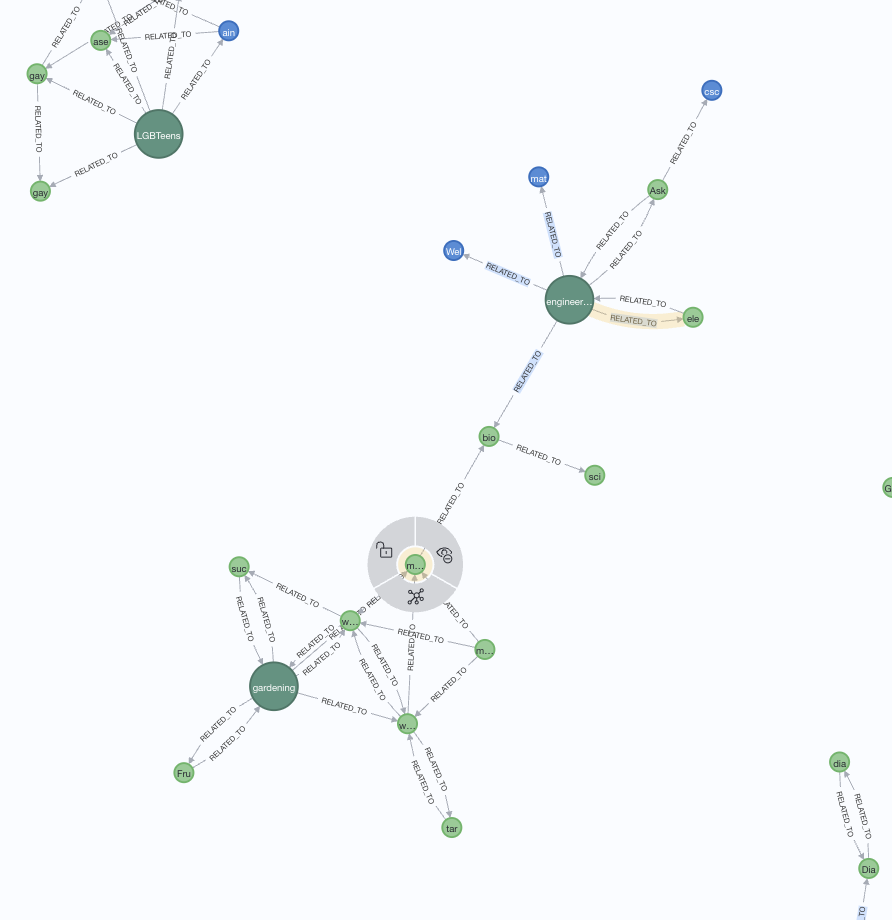 RELATED_TO
RELATED_TO
ain
ase
RELATED_TO
RELATED_TO
gay
RELATED_TO
RELATED_TO
RELATED_TO
csc
RELATED_TO
RELATED_TO
LGBTeens
RELATED_TO
RELATED_TO
mat
gay
Ask
RELATED_TO
RELATED_TO
RELATED_TO
Wel
RELATED_TO
engineer...
RELATED_TO
RELATED_TO
ele
RELATED_TO
bio
RELATED_TO
sci
RELATED_TO
G
m...
suc
RELATED_TO
RELATED_TO
RELATED_TO
w...
RELATED_TO
RELATED_TO
RELATED_TO
m...
RELATED_TO
RELATED_TO
RELATED_TO
RELATED_TO
gardening
RELATED_TO
w...
RELATED_TO
RELATED_TO
Fru
RELATED_TO
RELATED_TO
tar
dia
RELATED_TO
RELATED_TO
Dia
TO